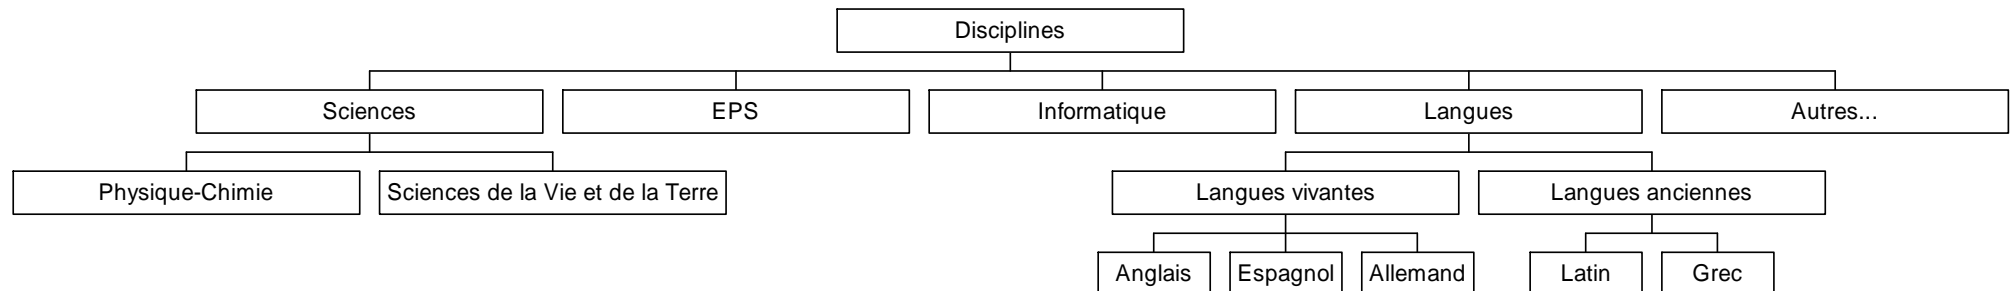 Disciplines
Sciences
EPS
Informatique
Langues
Autres...
Physique-Chimie
Sciences de la Vie et de la Terre
Langues vivantes
Langues anciennes
Anglais
Espagnol
Allemand
Latin
Grec